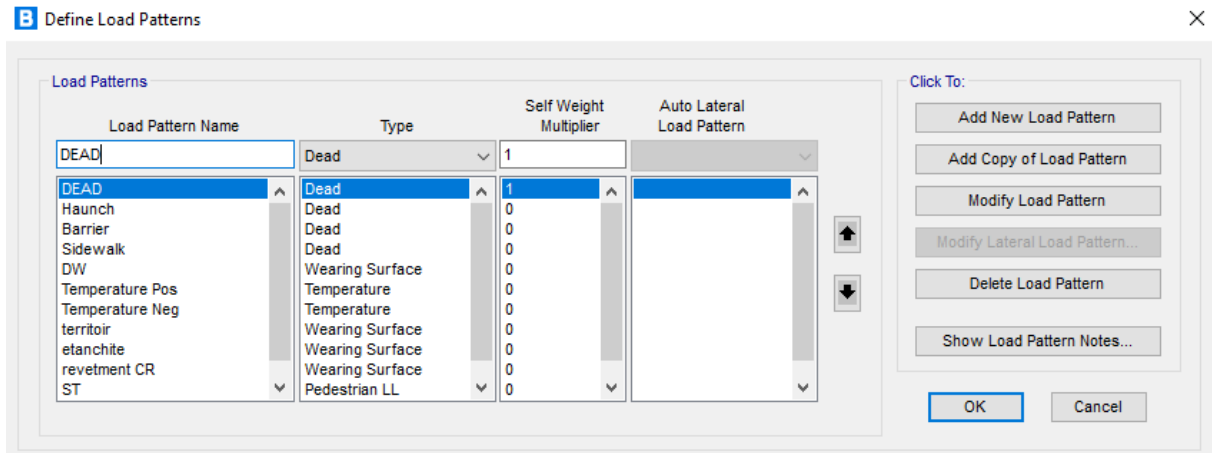 B Define Load Patterns
Load Patterns
Click To:
Load Pattern Name Type Self Weight Multiplier Auto Lateral Load Pattern
DEAD Dead 1
DEAD Dead 1
Haunch Dead 0
Barrier Dead 0
Sidewalk Dead 0
DW Wearing Surface 0
Temperature Pos Temperature 0
Temperature Neg Temperature 0
territoir Wearing Surface 0
etanchite Wearing Surface 0
revetment CR Wearing Surface 0
ST Pedestrian LL 0
Add New Load Pattern
Add Copy of Load Pattern
Modify Load Pattern
Modify Lateral Load Pattern...
Delete Load Pattern
Show Load Pattern Notes...
OK Cancel